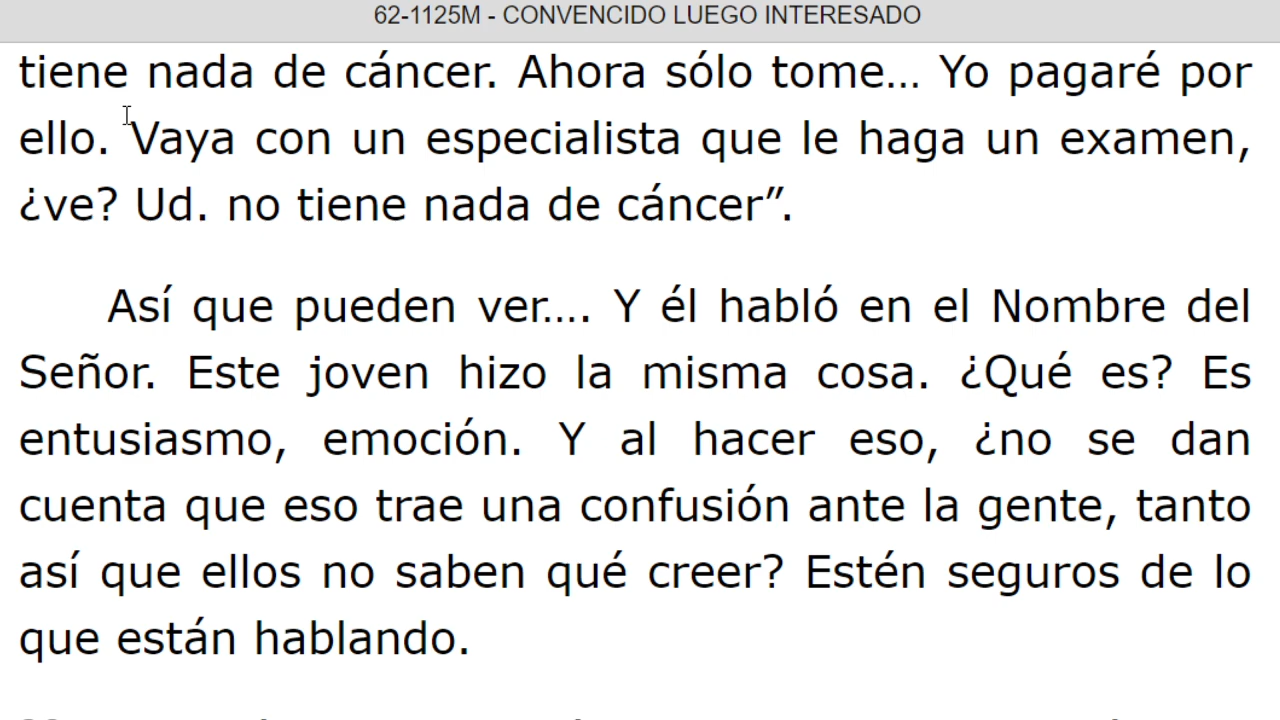 62-1125M - CONVENCIDO LUEGO INTERESADO
tiene nada de cáncer. Ahora sólo tome… Yo pagaré por
ello. Vaya con un especialista que le haga un examen,
¿ve? Ud. no tiene nada de cáncer”.
Así que pueden ver.… Y él habló en el Nombre del
Señor. Este joven hizo la misma cosa. ¿Qué es? Es
entusiasmo, emoción. Y al hacer eso, ¿no se dan
cuenta que eso trae una confusión ante la gente, tanto
así que ellos no saben qué creer? Estén seguros de lo
que están hablando.